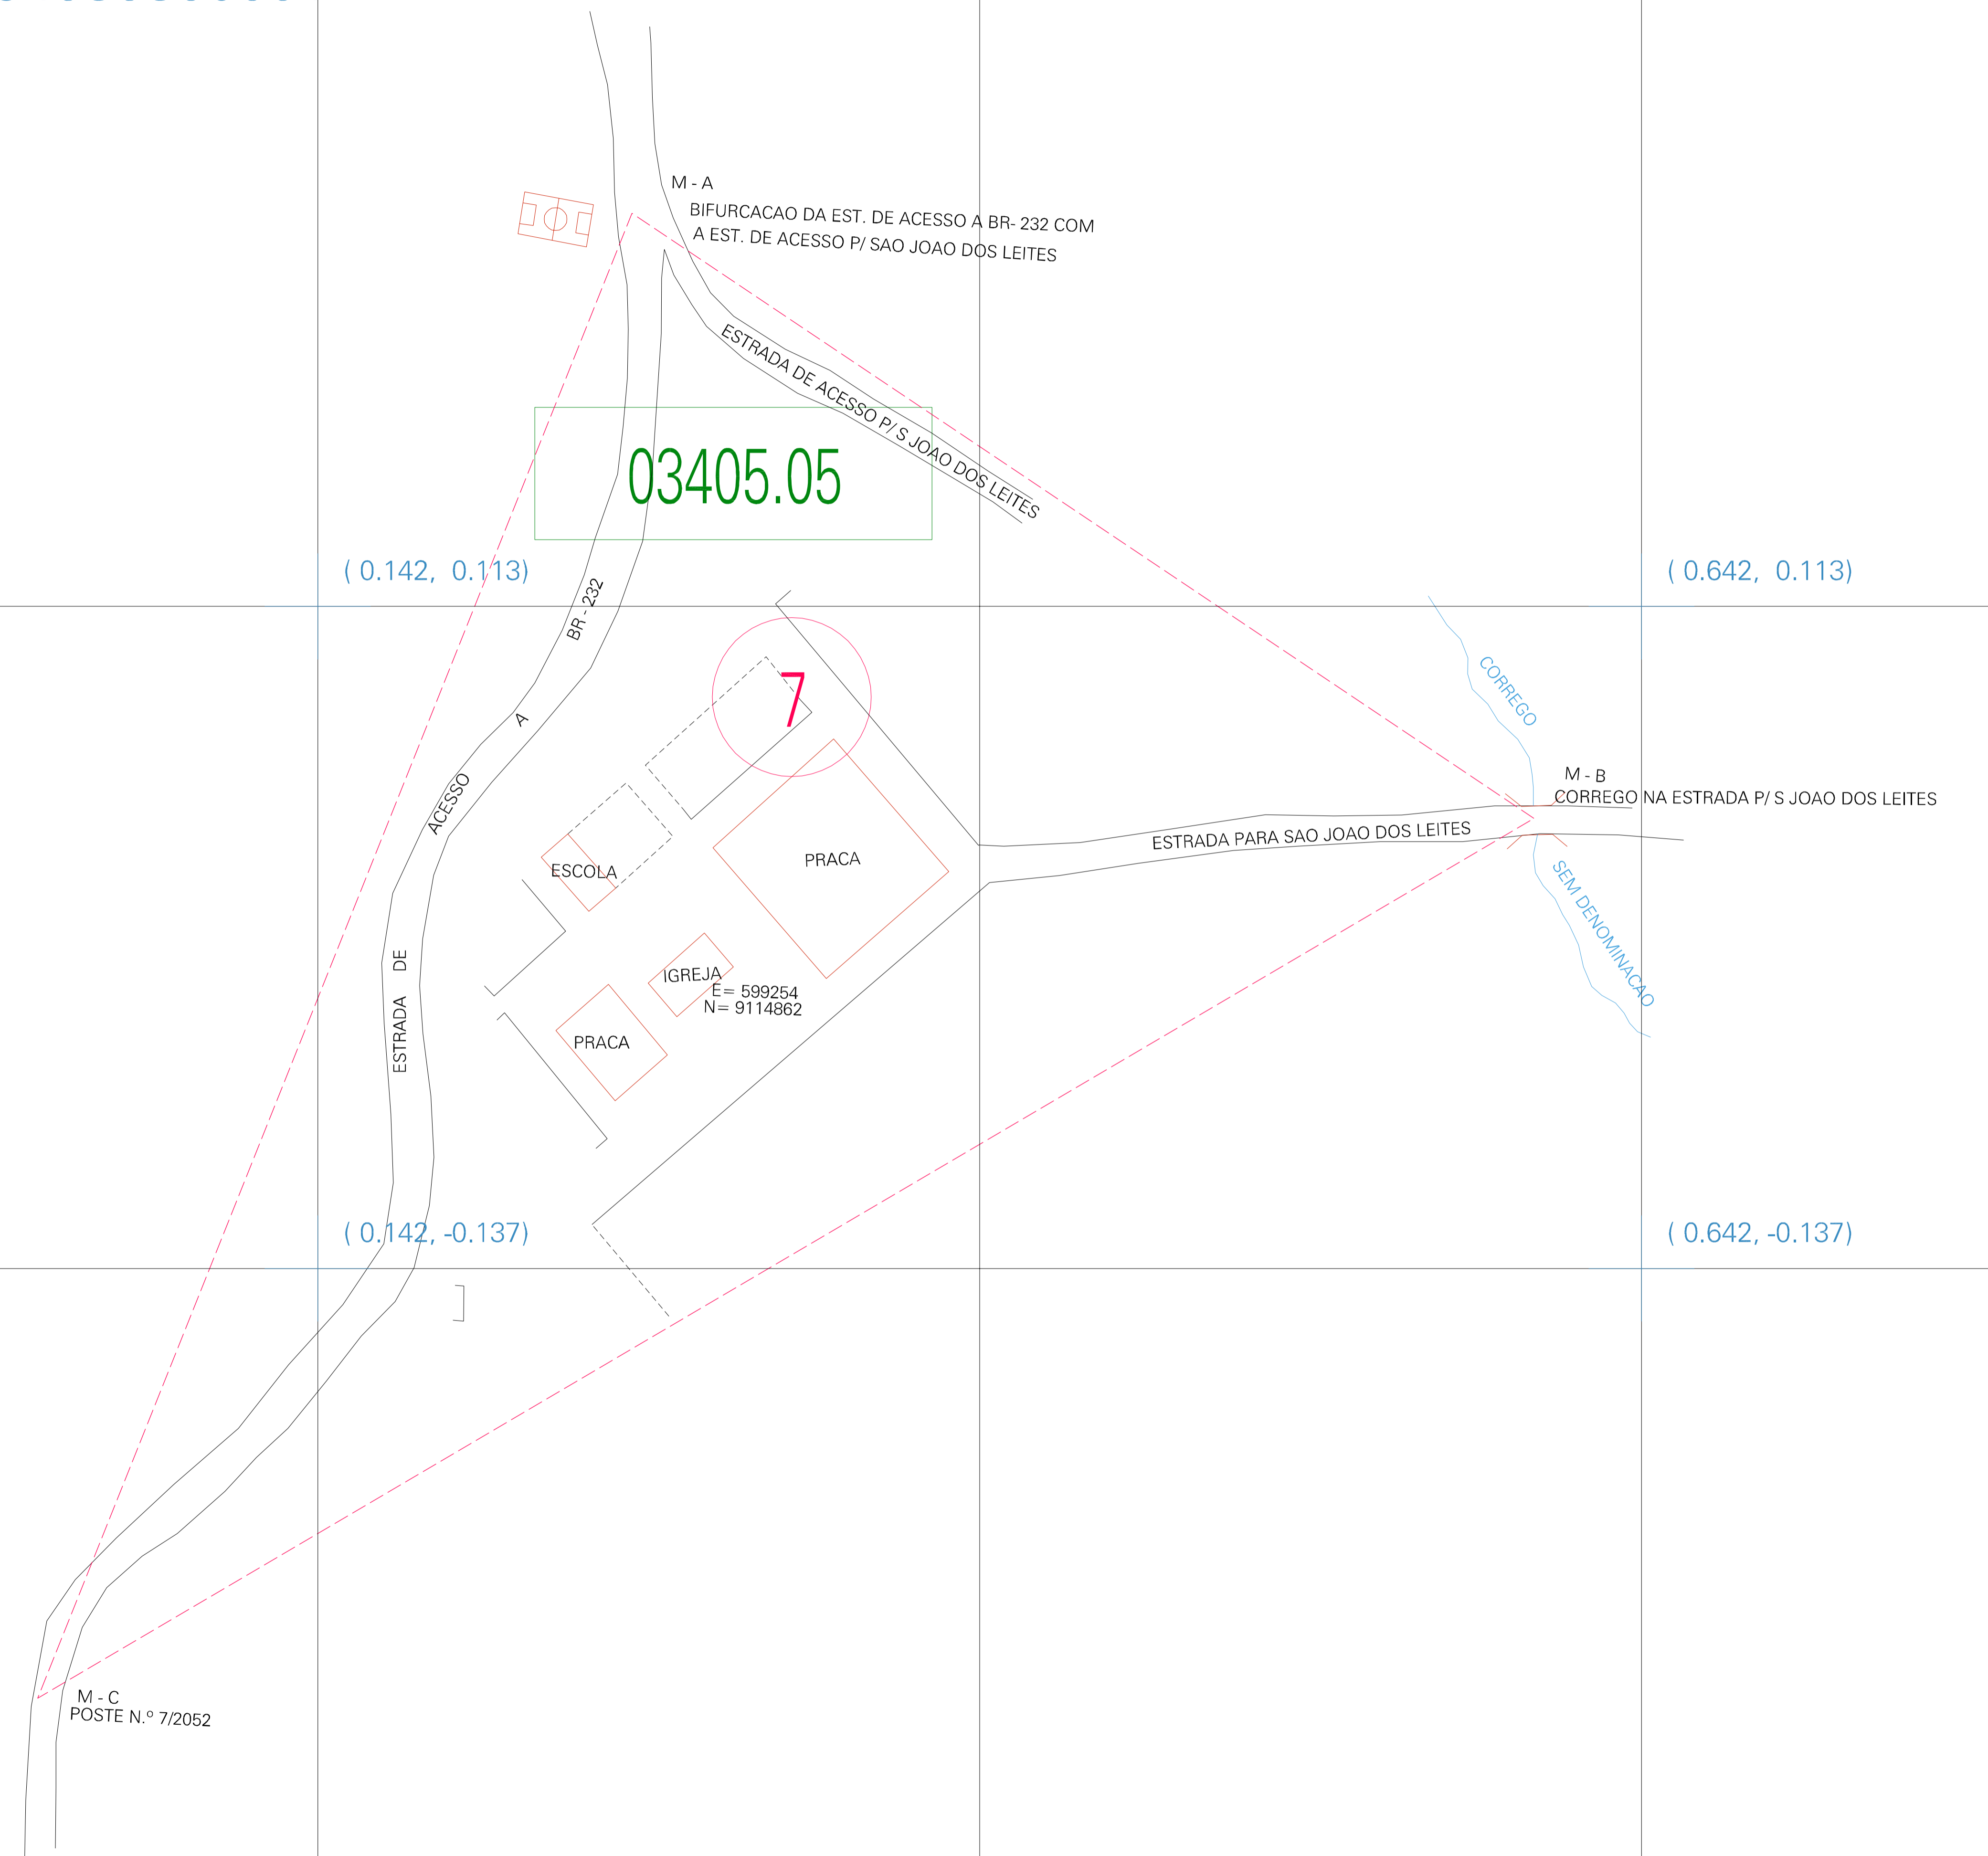 M - A
BIFURCACAO DA EST. DE ACESSO A BR- 232 COM
A EST. DE ACESSO P/ SAO JOAO DOS LEITES
ESTRADA DE ACESSO P/ S JOAO DOS LEITES
03405.05
( 0.142, 0.113)
( 0.642, 0.113)
ESTRADA DE ACESSO A BR - 232
7
CORREGO
M - B
CORREGO NA ESTRADA P/ S JOAO DOS LEITES
ESTRADA PARA SAO JOAO DOS LEITES
PRACA
ESCOLA
SEM DENOMINACAO
IGREJA
E= 599254
N= 9114862
PRACA
( 0.142, -0.137)
( 0.642, -0.137)
M - C
POSTE N.º 7/2052